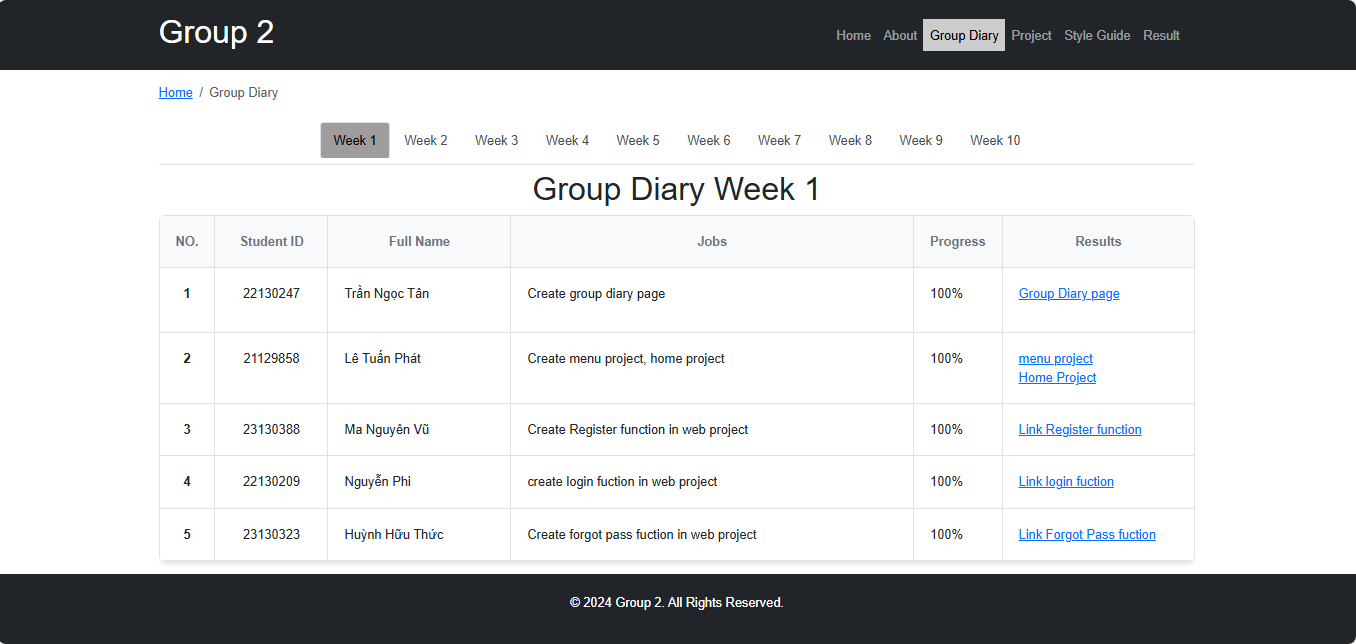 Group 2
Home About Group Diary Project Style Guide Result
Home / Group Diary
Week 1 Week 2 Week 3 Week 4 Week 5 Week 6 Week 7 Week 8 Week 9 Week 10
Group Diary Week 1
NO. Student ID Full Name Jobs Progress Results
1 22130247 Trần Ngọc Tân Create group diary page 100% Group Diary page
2 21129858 Lê Tuấn Phát Create menu project, home project 100% menu project
Home Project
3 23130388 Ma Nguyên Vũ Create Register function in web project 100% Link Register function
4 22130209 Nguyễn Phi create login fuction in web project 100% Link login fuction
5 23130323 Huỳnh Hữu Thức Create forgot pass fuction in web project 100% Link Forgot Pass fuction
© 2024 Group 2. All Rights Reserved.